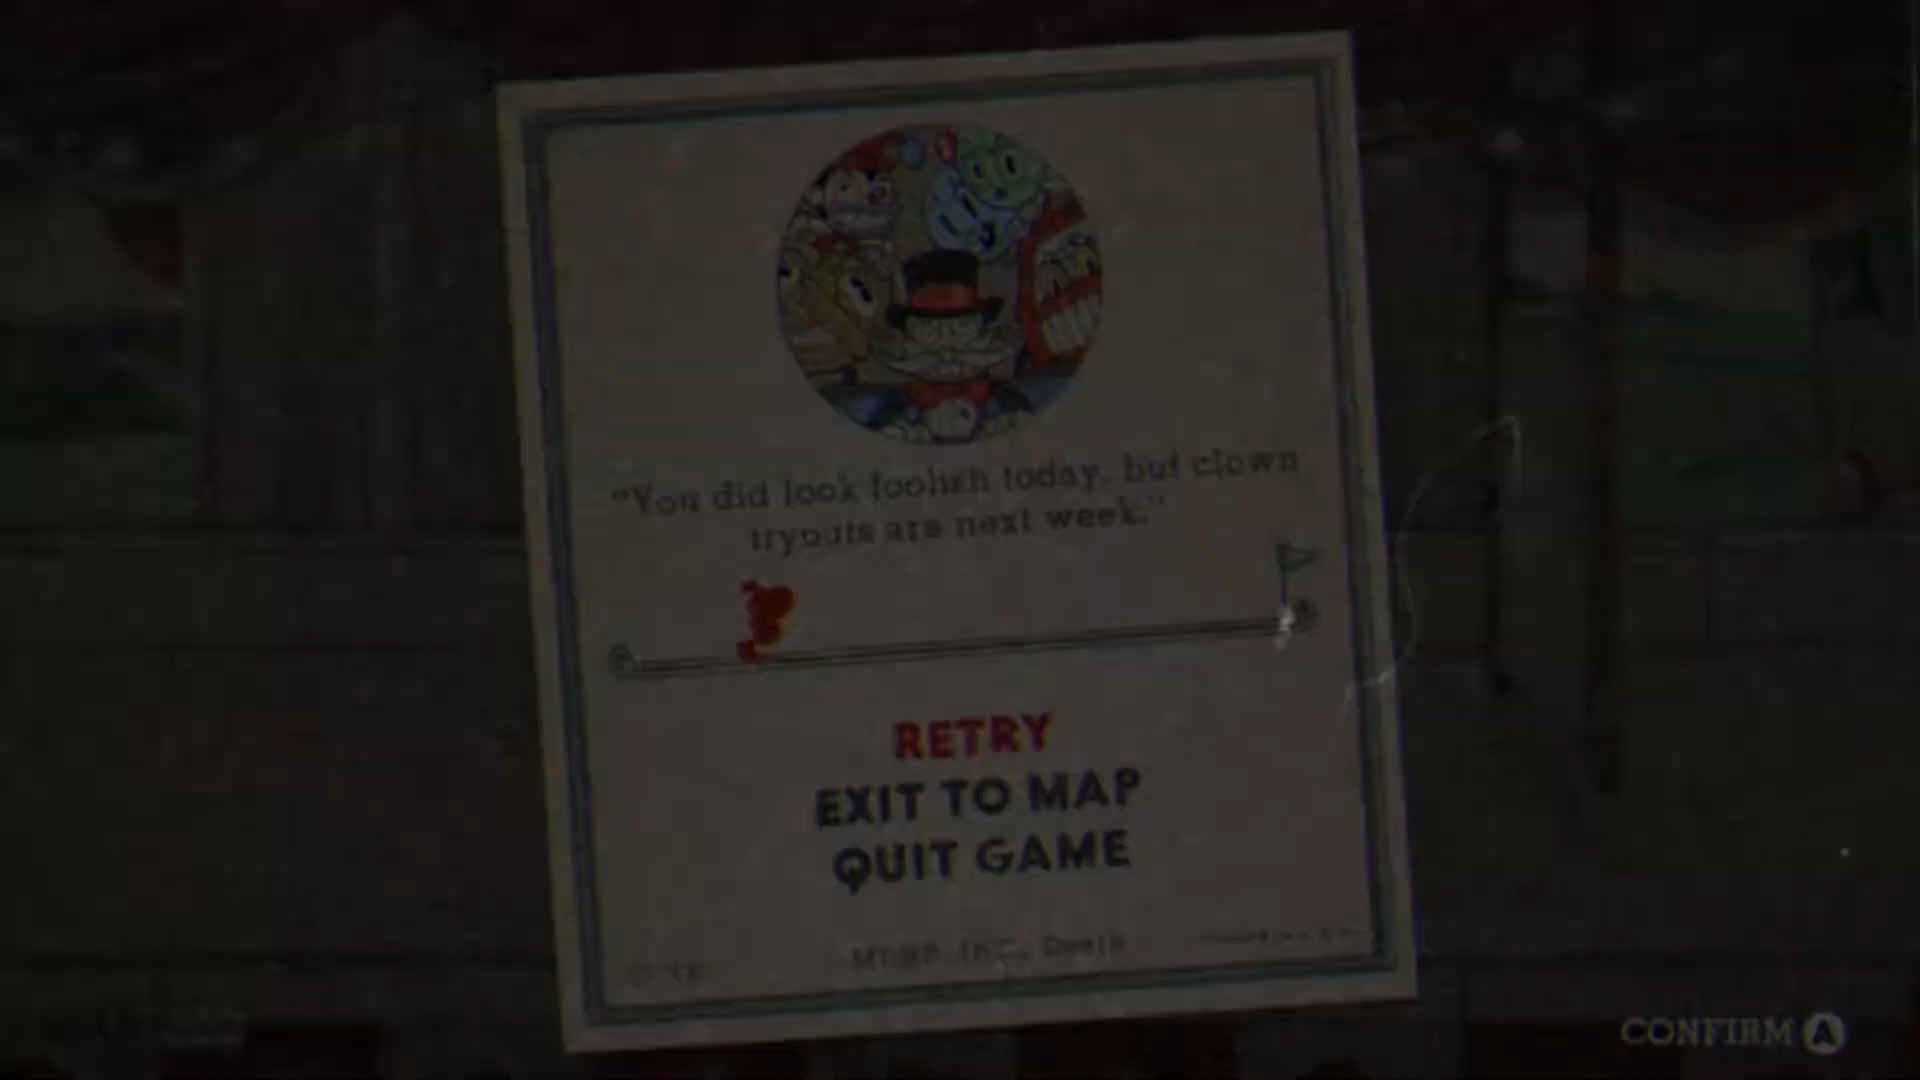 "You did look foolish today, but clown
tryouts are next week."
RETRY
EXIT TO MAP
QUIT GAME
CONFIRM A